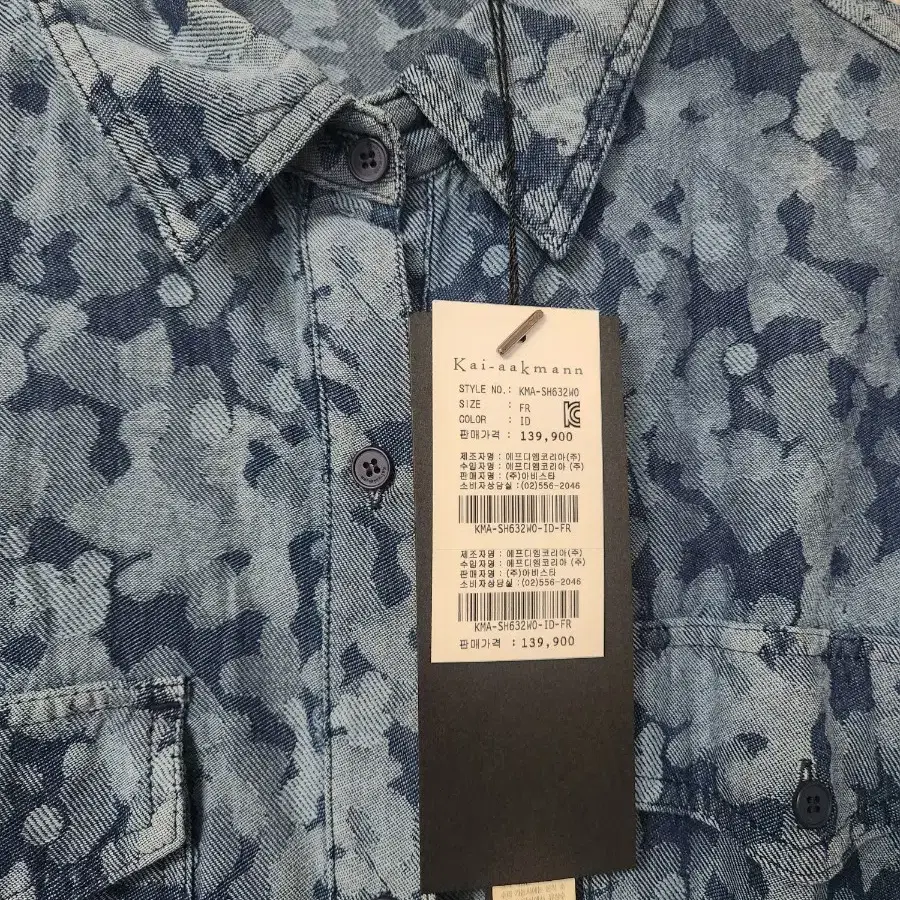 Kai-aakmann
STYLE NO.: KMA-SH632W0
SIZE : FR
COLOR : ID
판매가격 : 139,900
제조자명 : 에프디엠코리아(주)
수입자명 : 에프디엠코리아 (주)
판매자명 : (주)아비스타
소비자상담실 :(02)556-2046
KMA-SH632W0-ID-FR
제조자명 : 에프디엠코리아(주)
수입자명 : 에프디엠코리아 (주)
판매자명 : (주)아비스타
소비자상담실 :(02)556-2046
KMA-SH632W0-ID-FR
판매가격 : 139,900